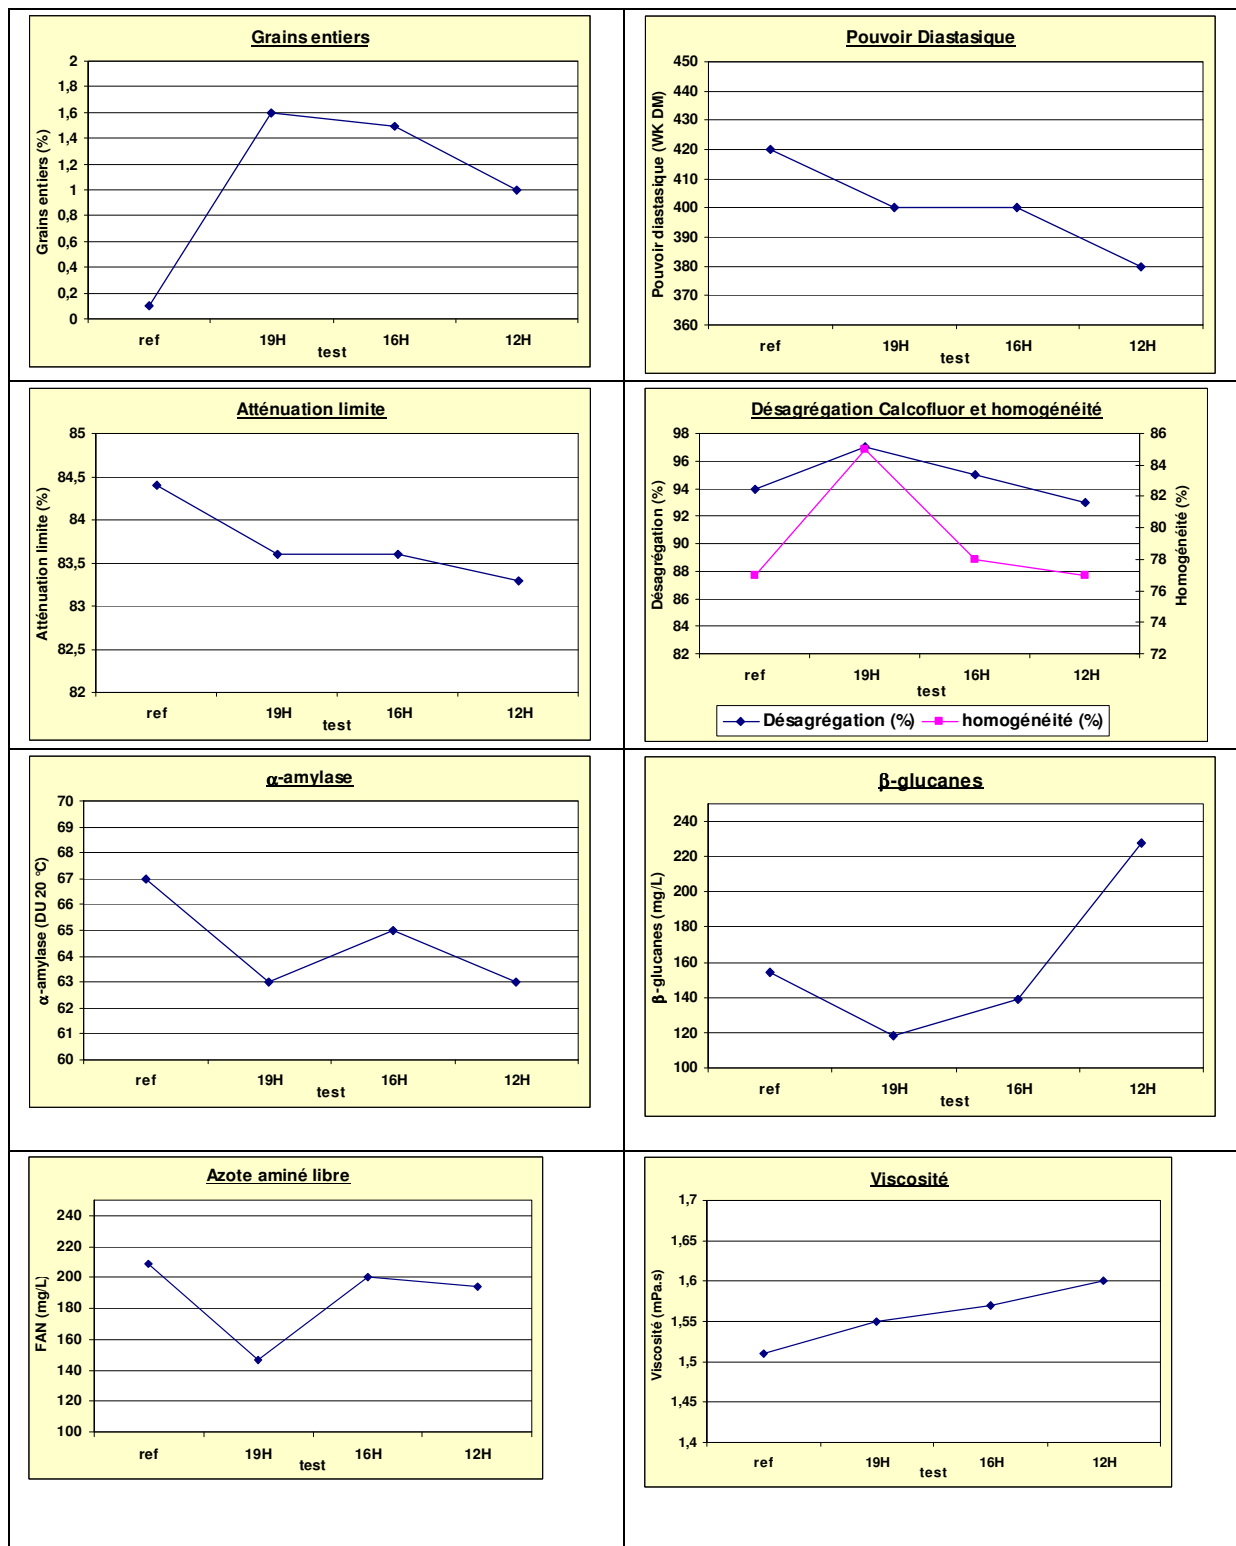 Grains entiers
Grains entiers (%)
2
1,8
1,6
1,4
1,2
1
0,8
0,6
0,4
0,2
0
ref 19H 16H 12H
test
Pouvoir Diastasique
Pouvoir diastasique (WK DM)
450
440
430
420
410
400
390
380
370
360
ref 19H 16H 12H
test
Atténuation limite
Atténuation limite (%)
85
84,5
84
83,5
83
82,5
82
ref 19H 16H 12H
test
Désagrégation Calcofluor et homogénéité
Désagrégation (%)
98
96
94
92
90
88
86
84
82
86
84
82
80
78
76
74
72
Homogénéité (%)
ref 19H 16H 12H
test
Désagrégation (%) homogénéité (%)
α-amylase
α-amylase (DU 20 °C)
70
69
68
67
66
65
64
63
62
61
60
ref 19H 16H 12H
test
β-glucanes
β-glucanes (mg/L)
240
220
200
180
160
140
120
100
ref 19H 16H 12H
test
Azote aminé libre
FAN (mg/L)
240
220
200
180
160
140
120
100
ref 19H 16H 12H
test
Viscosité
Viscosité (mPa.s)
1,7
1,65
1,6
1,55
1,5
1,45
1,4
ref 19H 16H 12H
test